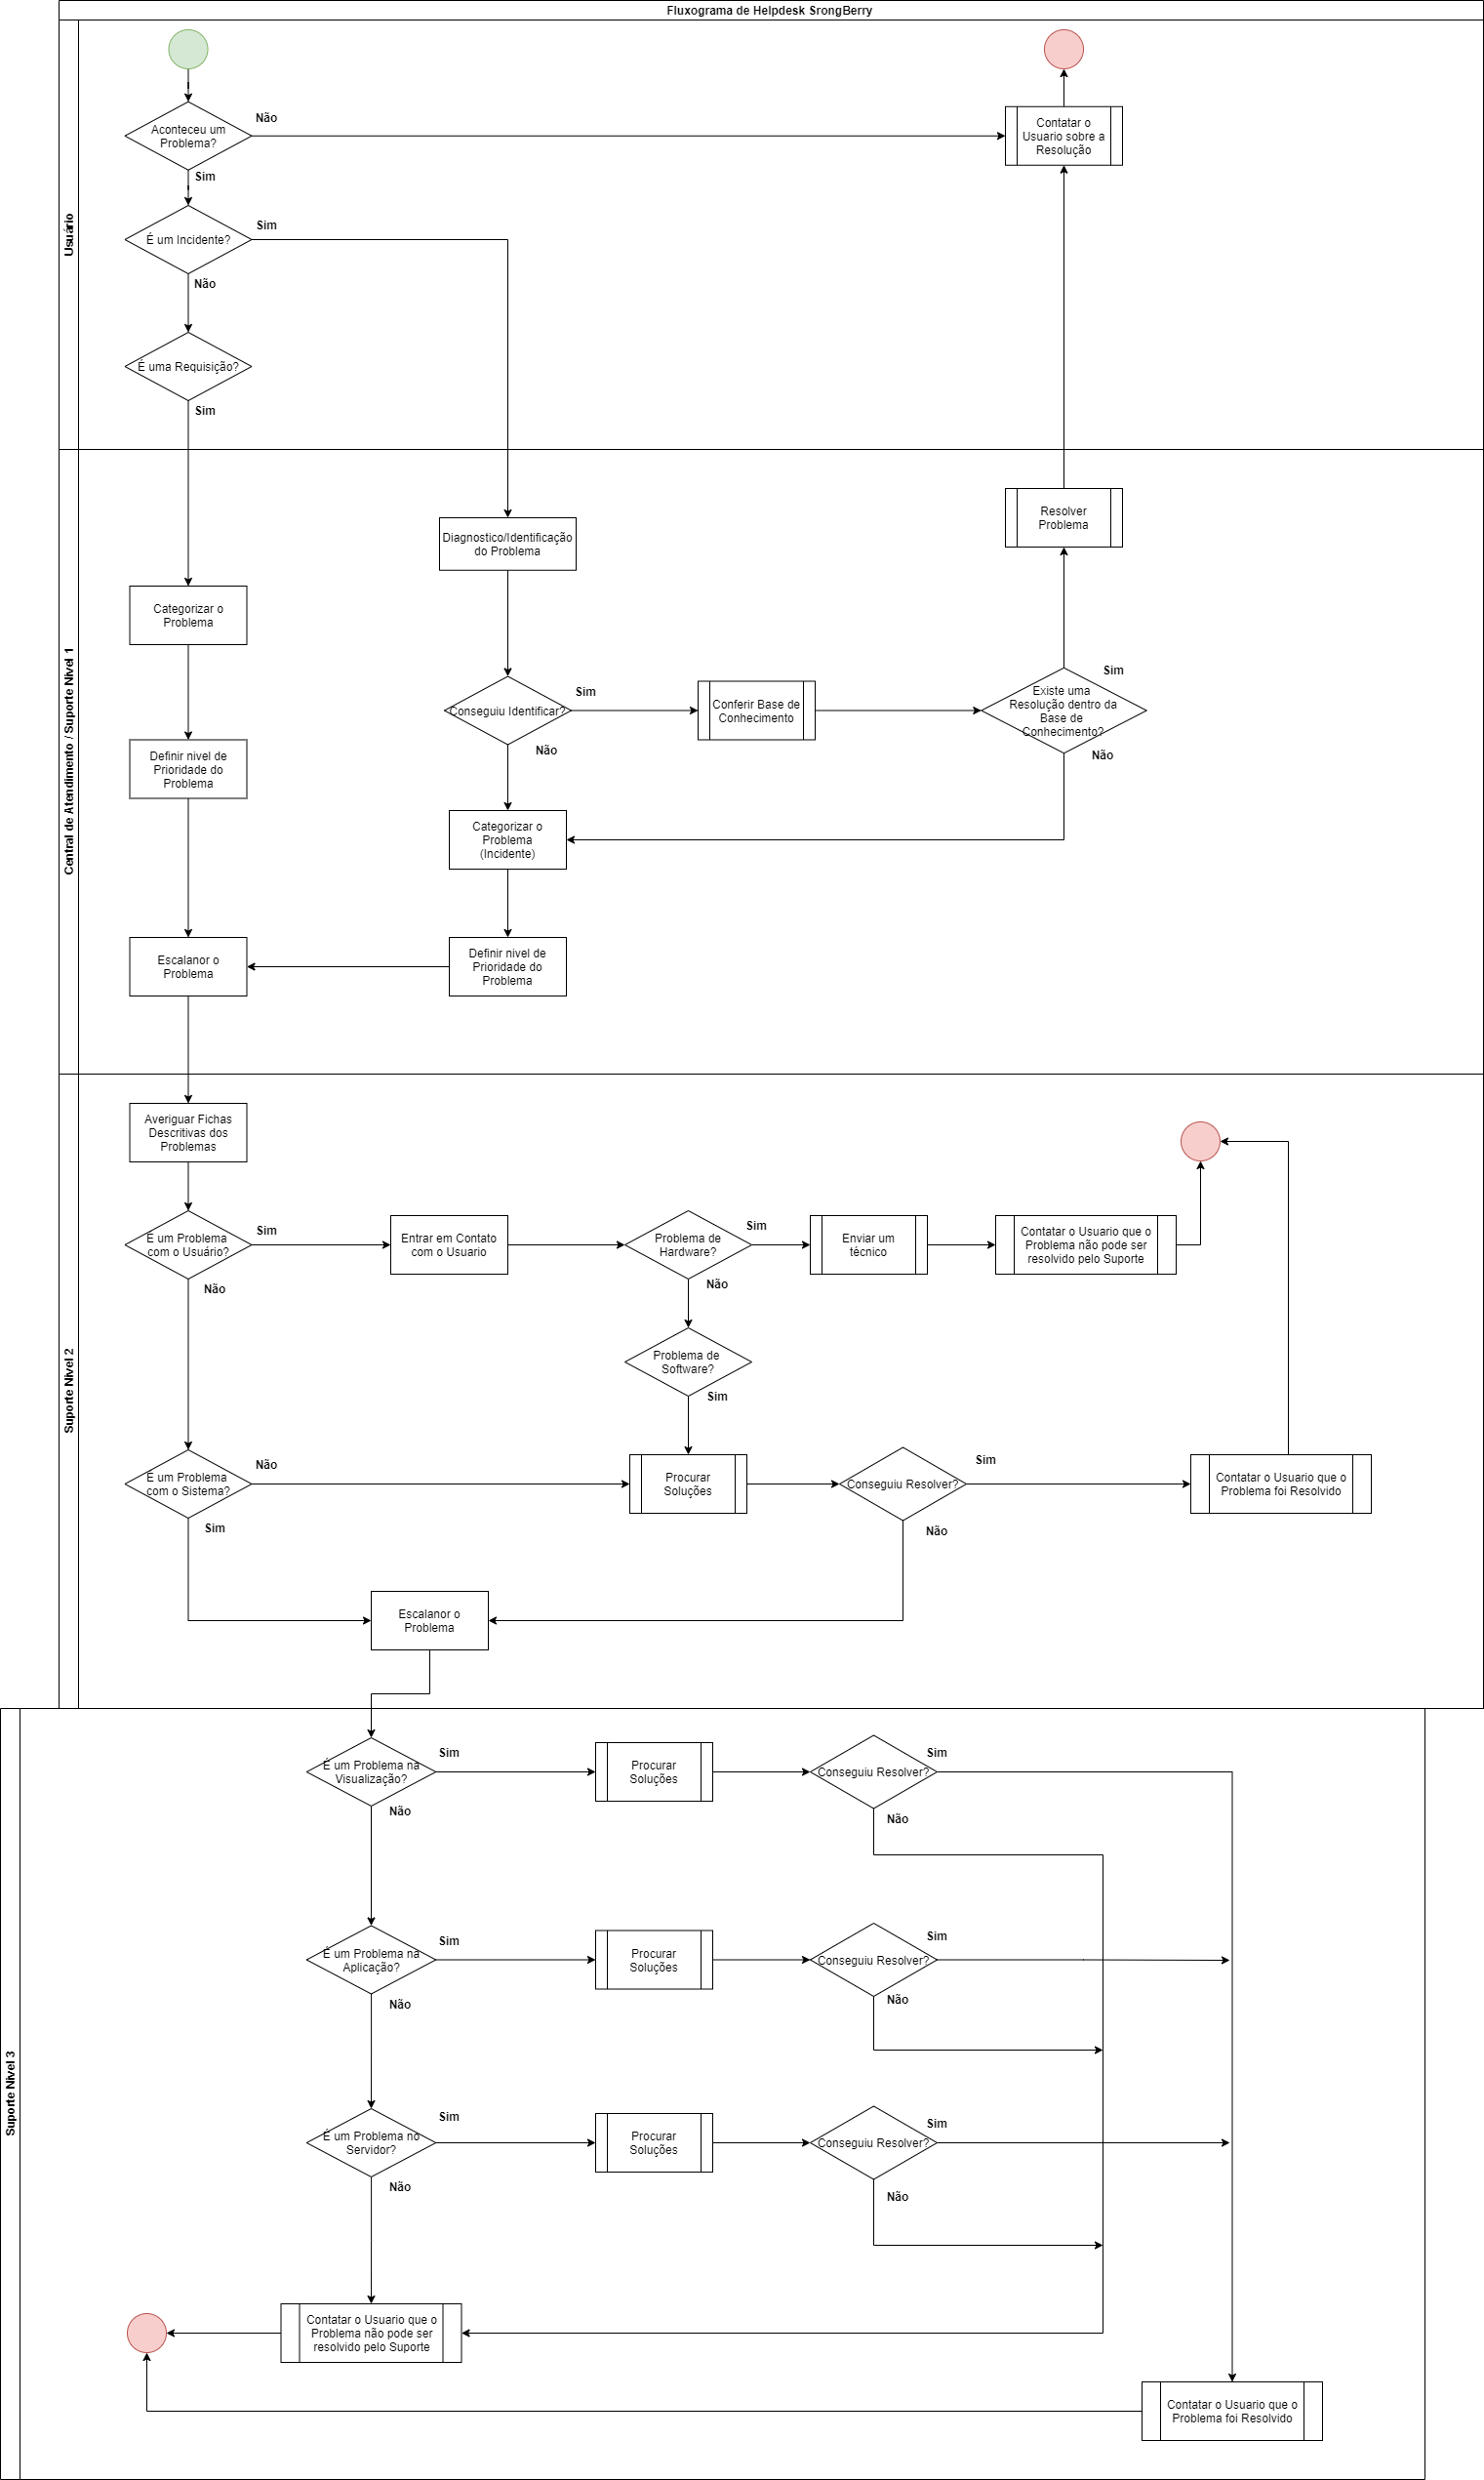 Fluxograma de Helpdesk SrongBerry
Usuário
Aconteceu um
Problema?
Não
Sim
Contatar o
Usuario sobre a
Resolução
É um Incidente?
Sim
Não
É uma Requisição?
Sim
Central de Atendimento / Suporte Nível 1
Resolver
Problema
Diagnostico/Identificação
do Problema
Categorizar o
Problema
Conseguiu Identificar?
Sim
Não
Conferir Base de
Conhecimento
Existe uma
Resolução dentro da
Base de
Conhecimento?
Sim
Não
Definir nivel de
Prioridade do
Problema
Categorizar o
Problema
(Incidente)
Escalanor o
Problema
Definir nivel de
Prioridade do
Problema
Suporte Nível 2
Averiguar Fichas
Descritivas dos
Problemas
É um Problema
com o Usuário?
Sim
Não
Entrar em Contato
com o Usuario
Problema de
Hardware?
Sim
Não
Enviar um
técnico
Contatar o Usuario que o
Problema não pode ser
resolvido pelo Suporte
Problema de
Software?
Sim
É um Problema
com o Sistema?
Não
Sim
Procurar
Soluções
Conseguiu Resolver?
Sim
Não
Contatar o Usuario que o
Problema foi Resolvido
Escalanor o
Problema
Suporte Nível 3
É um Problema na
Visualização?
Sim
Não
Procurar
Soluções
Conseguiu Resolver?
Sim
Não
É um Problema na
Aplicação?
Sim
Não
Procurar
Soluções
Conseguiu Resolver?
Sim
Não
É um Problema no
Servidor?
Sim
Não
Procurar
Soluções
Conseguiu Resolver?
Sim
Não
Contatar o Usuario que o
Problema não pode ser
resolvido pelo Suporte
Contatar o Usuario que o
Problema foi Resolvido